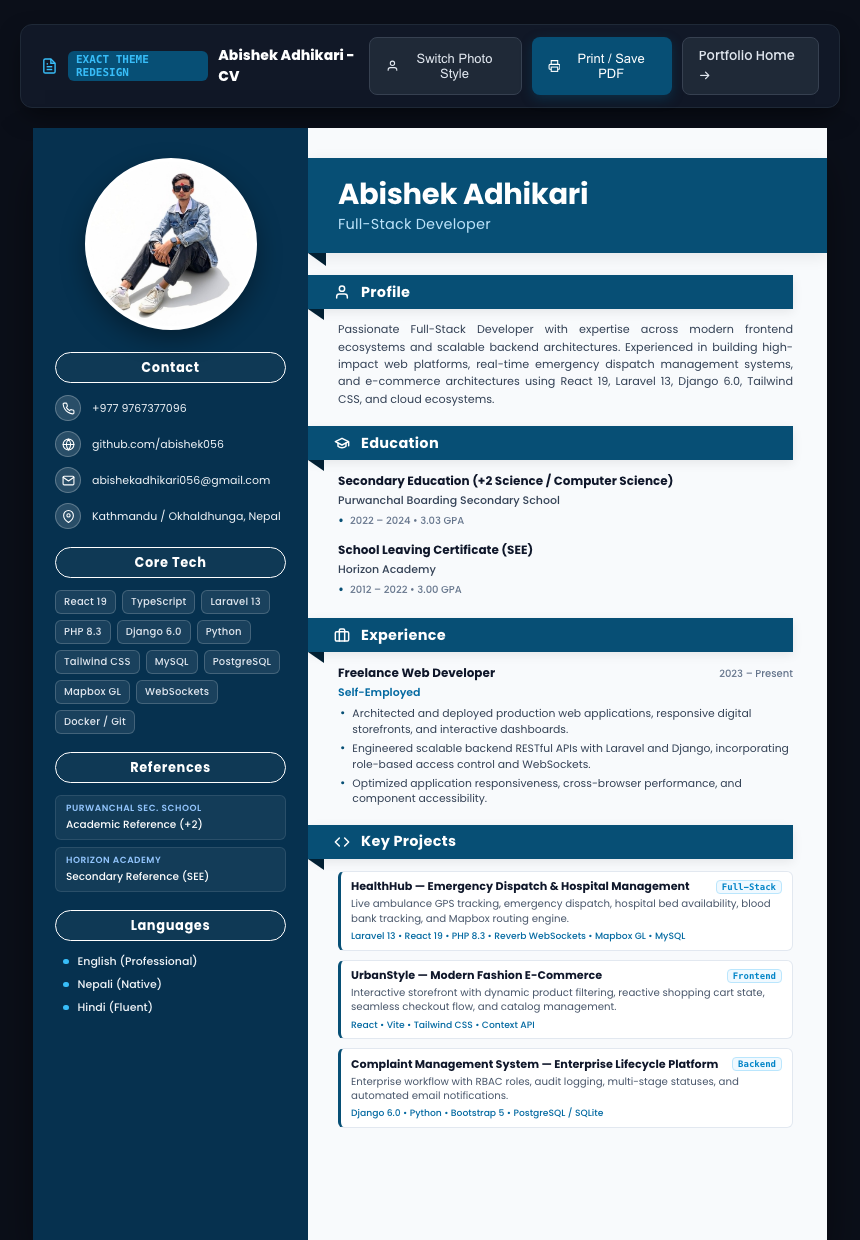 EXACT THEME
REDESIGN
Abishek Adhikari -
CV
Switch Photo
Style
Print / Save
PDF
Portfolio Home
→
Contact
+977 9767377096
github.com/abishek056
abishekadhikari056@gmail.com
Kathmandu / Okhaldhunga, Nepal
Core Tech
React 19 TypeScript Laravel 13
PHP 8.3 Django 6.0 Python
Tailwind CSS MySQL PostgreSQL
Mapbox GL WebSockets
Docker / Git
References
PURWANCHAL SEC. SCHOOL
Academic Reference (+2)
HORIZON ACADEMY
Secondary Reference (SEE)
Languages
English (Professional)
Nepali (Native)
Hindi (Fluent)
Abishek Adhikari
Full-Stack Developer
Profile
Passionate Full-Stack Developer with expertise across modern frontend
ecosystems and scalable backend architectures. Experienced in building high-
impact web platforms, real-time emergency dispatch management systems,
and e-commerce architectures using React 19, Laravel 13, Django 6.0, Tailwind
CSS, and cloud ecosystems.
Education
Secondary Education (+2 Science / Computer Science)
Purwanchal Boarding Secondary School
• 2022 – 2024 • 3.03 GPA
School Leaving Certificate (SEE)
Horizon Academy
• 2012 – 2022 • 3.00 GPA
Experience
Freelance Web Developer 2023 – Present
Self-Employed
• Architected and deployed production web applications, responsive digital
storefronts, and interactive dashboards.
• Engineered scalable backend RESTful APIs with Laravel and Django, incorporating
role-based access control and WebSockets.
• Optimized application responsiveness, cross-browser performance, and
component accessibility.
Key Projects
HealthHub — Emergency Dispatch & Hospital Management Full-Stack
Live ambulance GPS tracking, emergency dispatch, hospital bed availability, blood
bank tracking, and Mapbox routing engine.
Laravel 13 • React 19 • PHP 8.3 • Reverb WebSockets • Mapbox GL • MySQL
UrbanStyle — Modern Fashion E-Commerce Frontend
Interactive storefront with dynamic product filtering, reactive shopping cart state,
seamless checkout flow, and catalog management.
React • Vite • Tailwind CSS • Context API
Complaint Management System — Enterprise Lifecycle Platform Backend
Enterprise workflow with RBAC roles, audit logging, multi-stage statuses, and
automated email notifications.
Django 6.0 • Python • Bootstrap 5 • PostgreSQL / SQLite